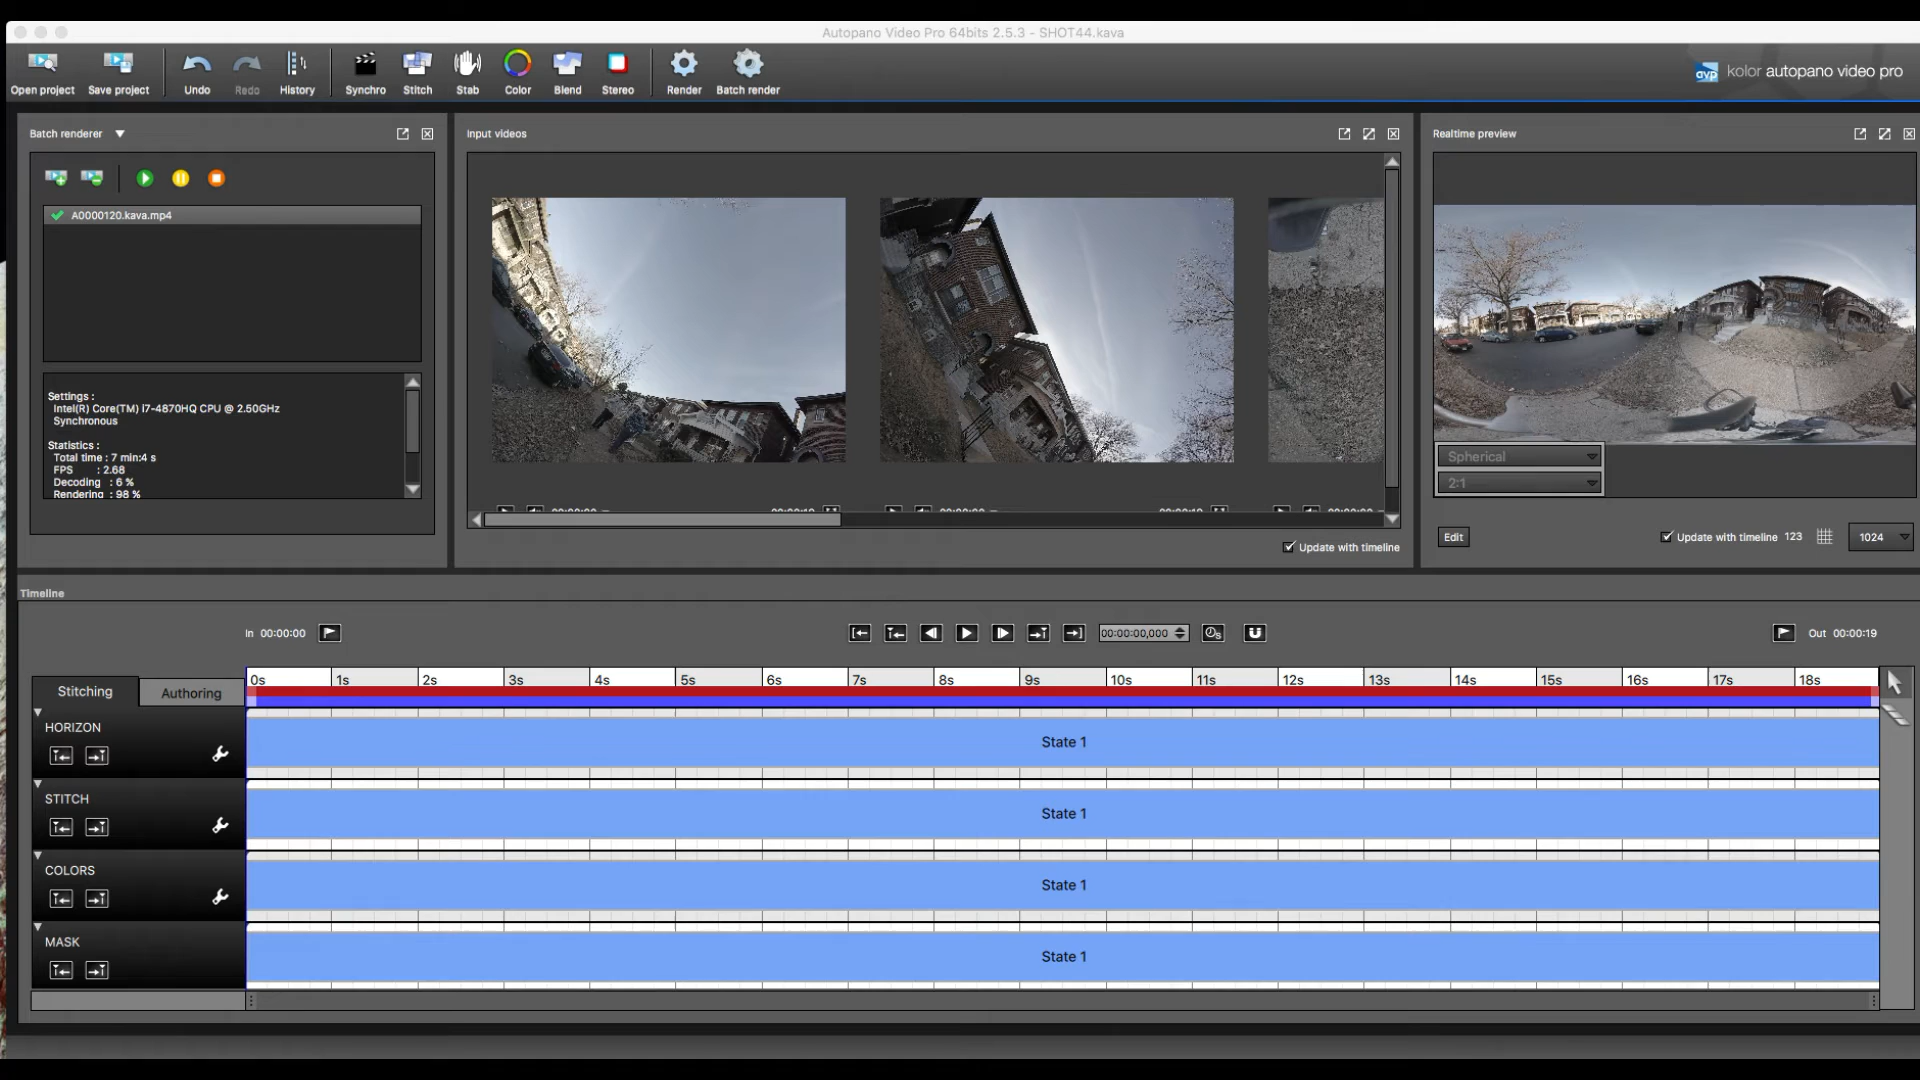 Autopano Video Pro 64bits 2.5.3 - SHOT44.kava
Open project
Save project
Undo
Redo
History
Synchro
Stitch
Stab
Color
Blend
Stereo
Render
Batch render
avp kolor autopano video pro
Batch renderer
Input videos
Realtime preview
A0000120.kava.mp4
Settings :
Intel(R) Core(TM) i7-4870HQ CPU @ 2.50GHz
Synchronous
Statistics :
Total time : 7 min:4 s
FPS : 2.68
Decoding : 6 %
Rendering : 98 %
Spherical
2:1
Update with timeline
Edit
Update with timeline 123
1024
Timeline
In 00:00:00
00:00:00,000
Out 00:00:19
Stitching
Authoring
0s 1s 2s 3s 4s 5s 6s 7s 8s 9s 10s 11s 12s 13s 14s 15s 16s 17s 18s
HORIZON
State 1
STITCH
State 1
COLORS
State 1
MASK
State 1